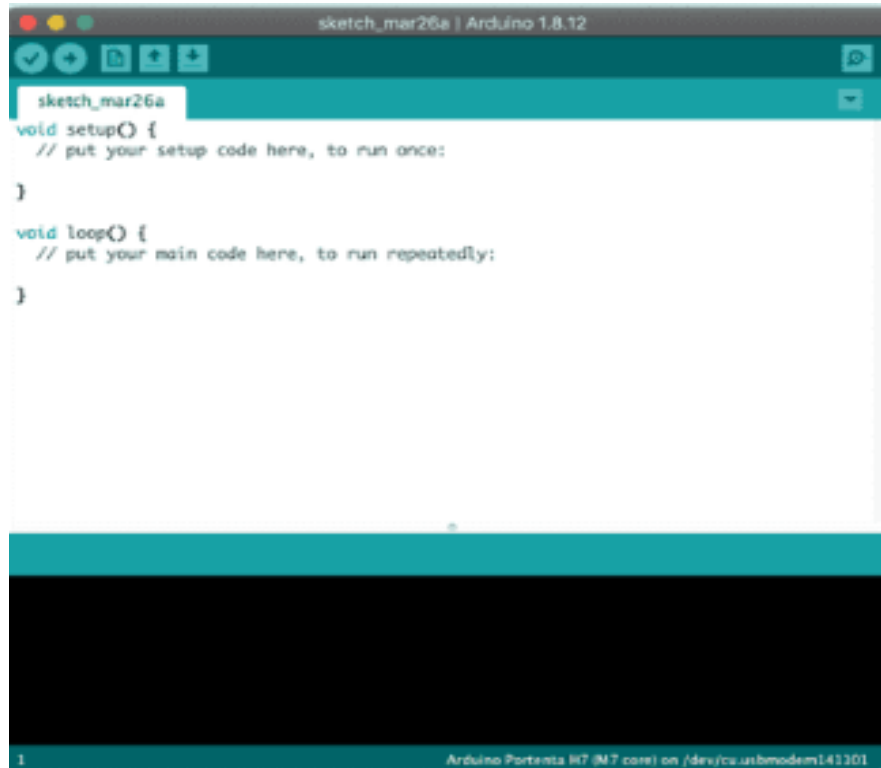 sketch_mar26a | Arduino 1.8.12
sketch_mar26a
void setup() {
// put your setup code here, to run once:
}
void loop() {
// put your main code here, to run repeatedly:
}
1
Arduino Portenta H7 (M7 core) on /dev/cu.usbmodem141101